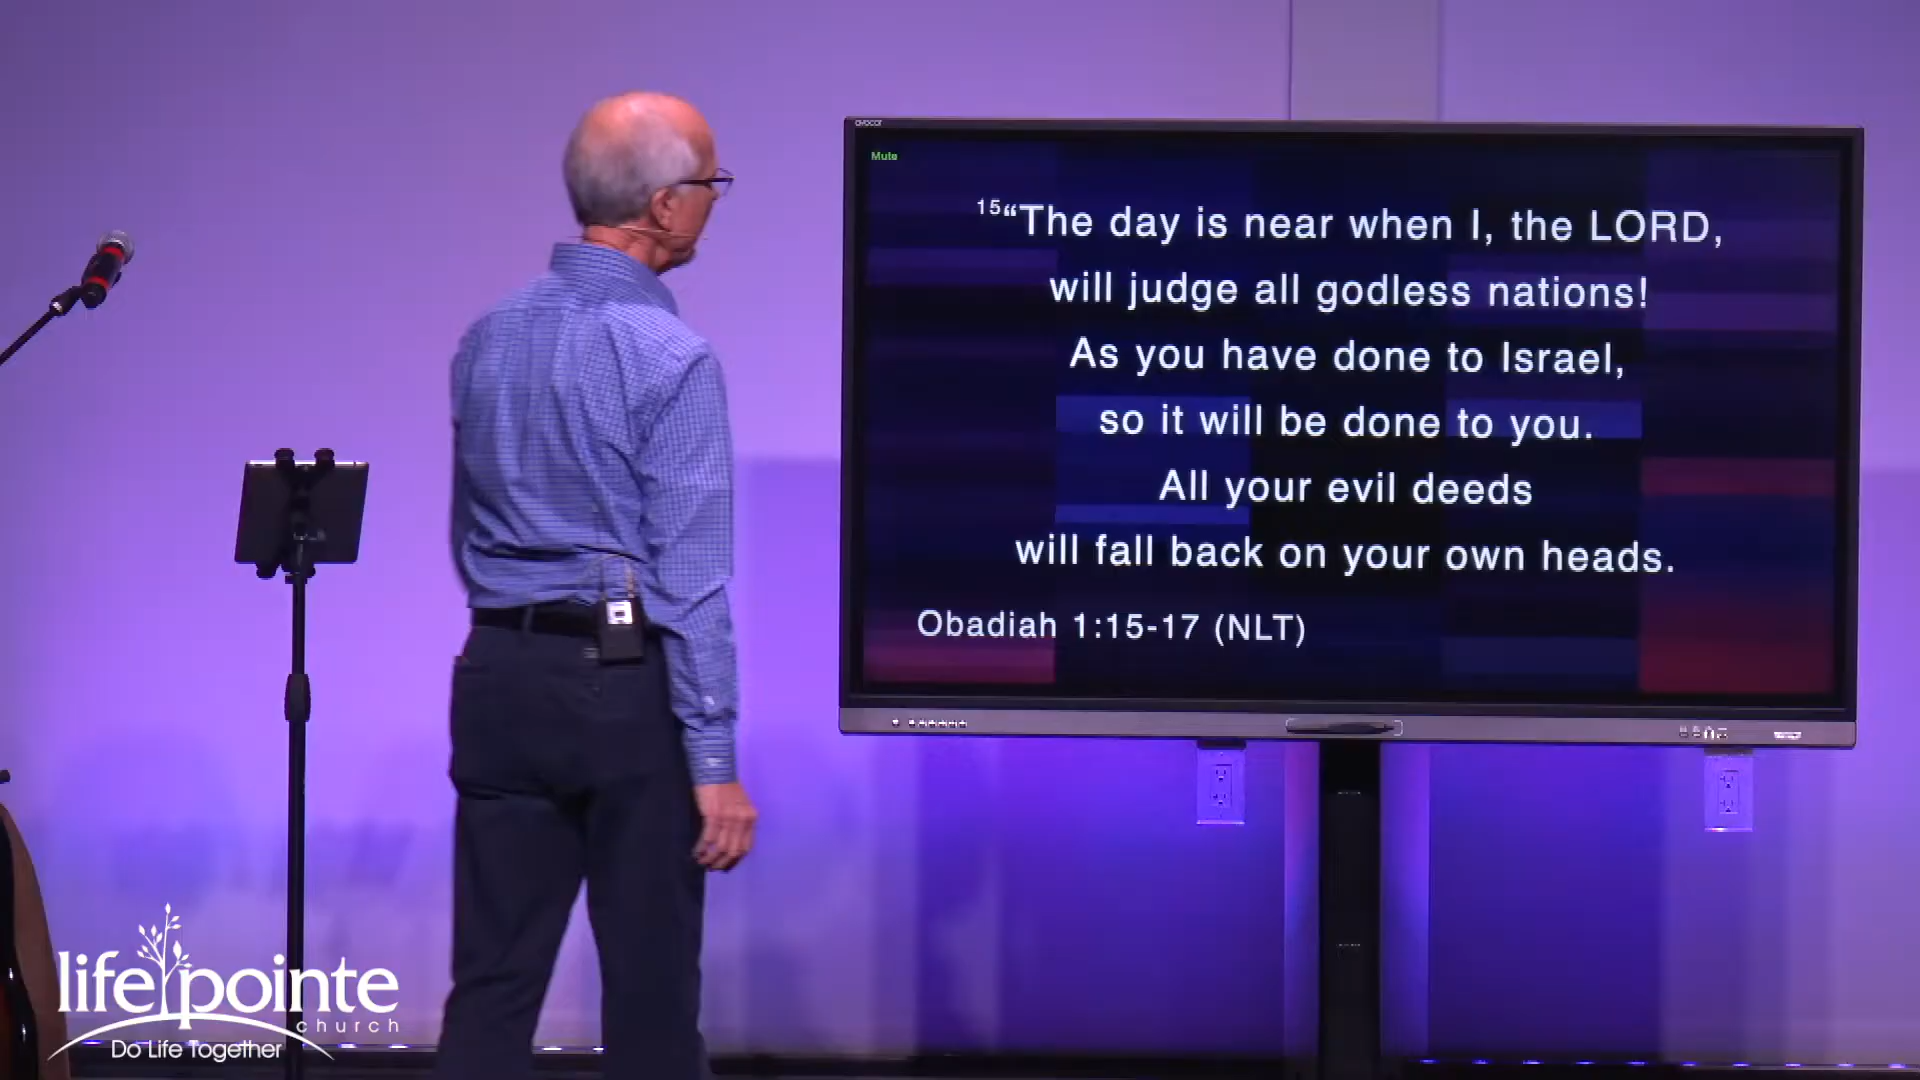 avocor
Mute
15“The day is near when I, the LORD,
will judge all godless nations!
As you have done to Israel,
so it will be done to you.
All your evil deeds
will fall back on your own heads.
Obadiah 1:15-17 (NLT)
life pointe
church
Do Life Together